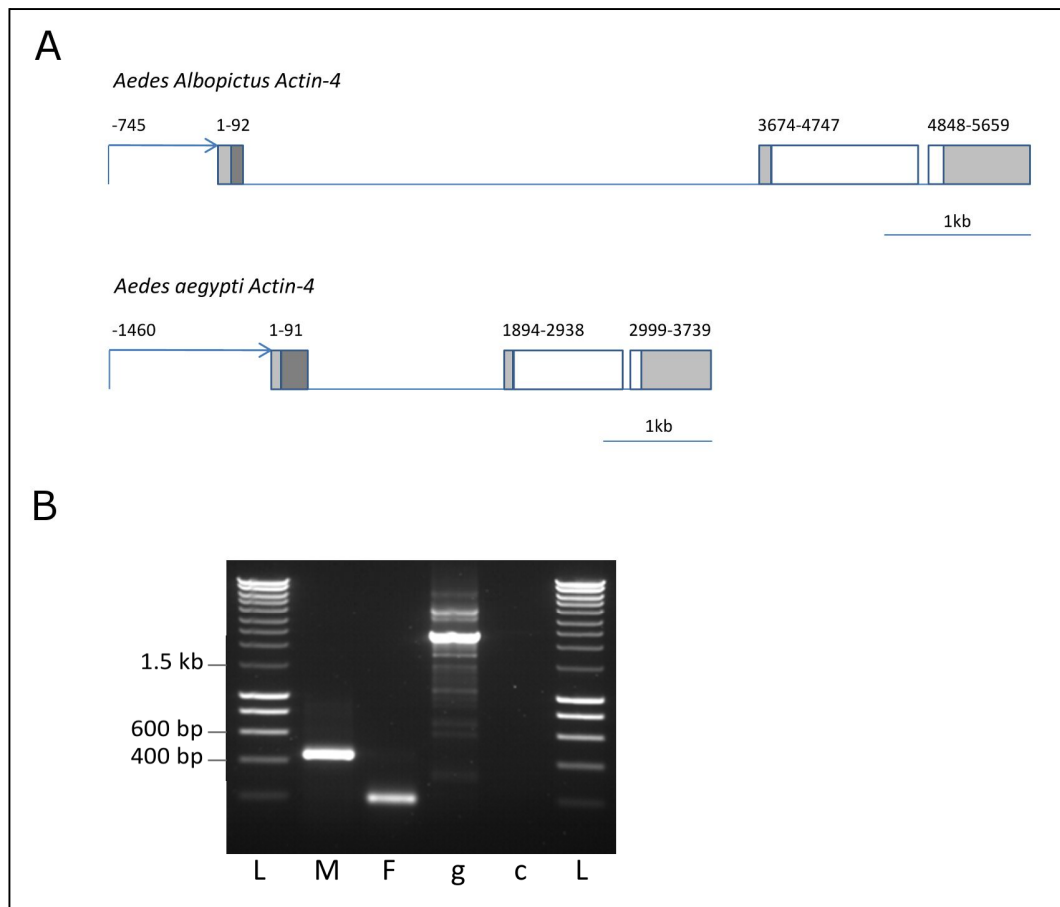 A
Aedes Albopictus Actin-4
-745 1-92 3674-4747 4848-5659
1kb
Aedes aegypti Actin-4
-1460 1-91 1894-2938 2999-3739
1kb
B
1.5 kb
600 bp
400 bp
L M F g c L